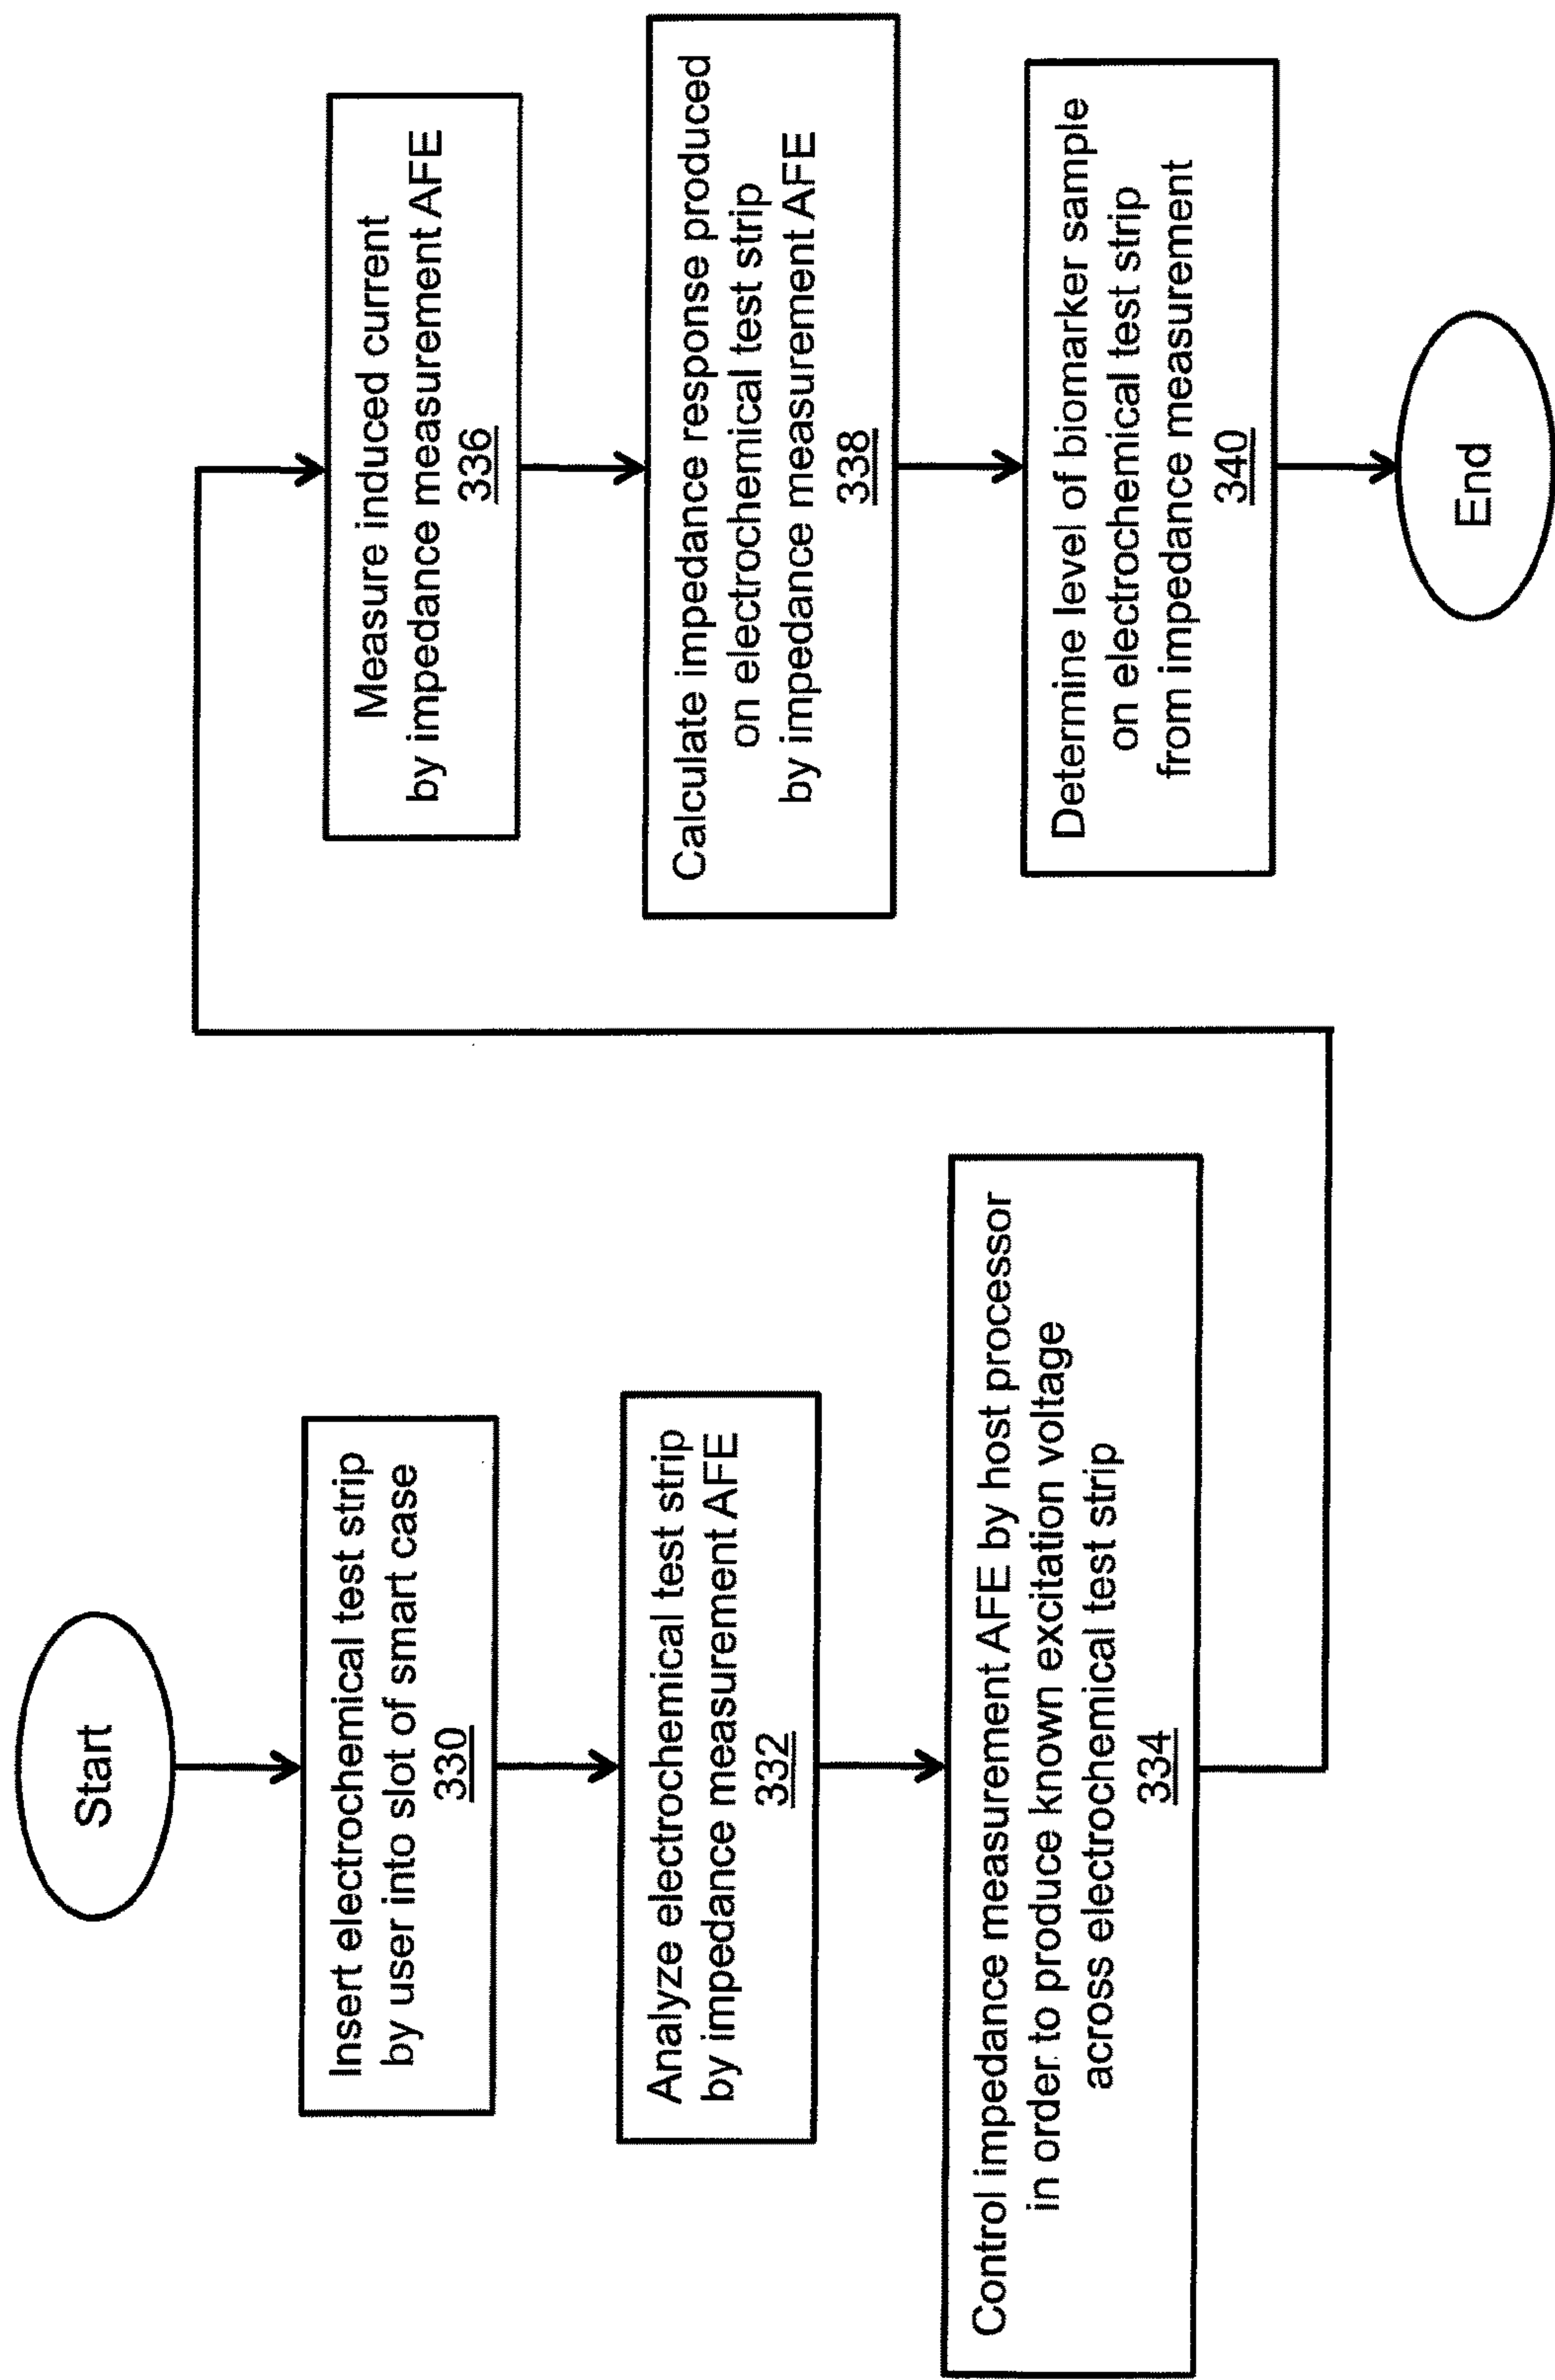 Start
Insert electrochemical test strip
by user into slot of smart case
330
Analyze electrochemical test strip
by impedance measurement AFE
332
Control impedance measurement AFE by host processor
in order to produce known excitation voltage
across electrochemical test strip
334
Measure induced current
by impedance measurement AFE
336
Calculate impedance response produced
on electrochemical test strip
by impedance measurement AFE
338
Determine level of biomarker sample
on electrochemical test strip
from impedance measurement
340
End